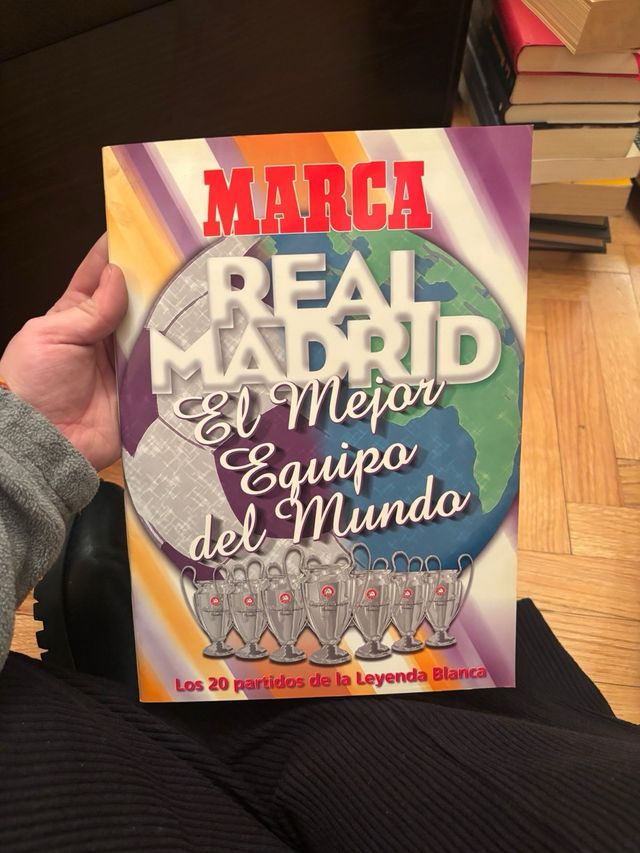 MARCA
REAL
MADRID
El Mejor
Equipo
del Mundo
Los 20 partidos de la Leyenda Blanca